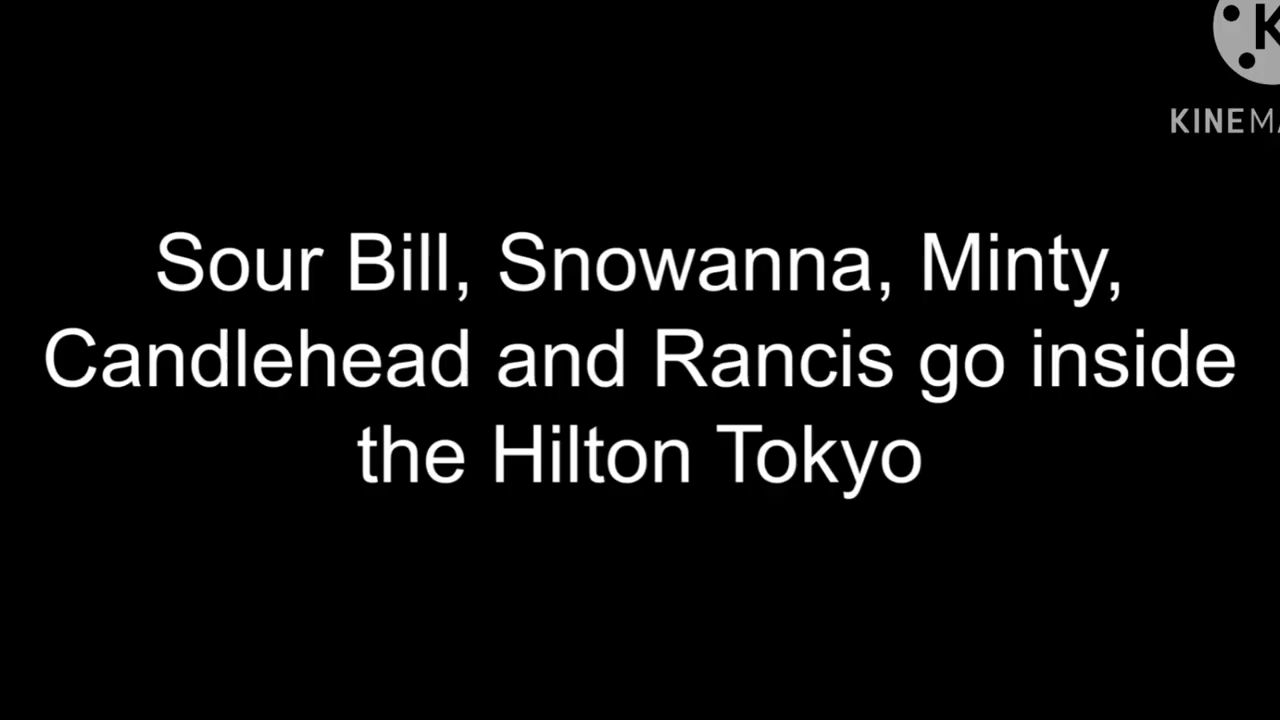 KINEMA
Sour Bill, Snowanna, Minty,
Candlehead and Rancis go inside
the Hilton Tokyo